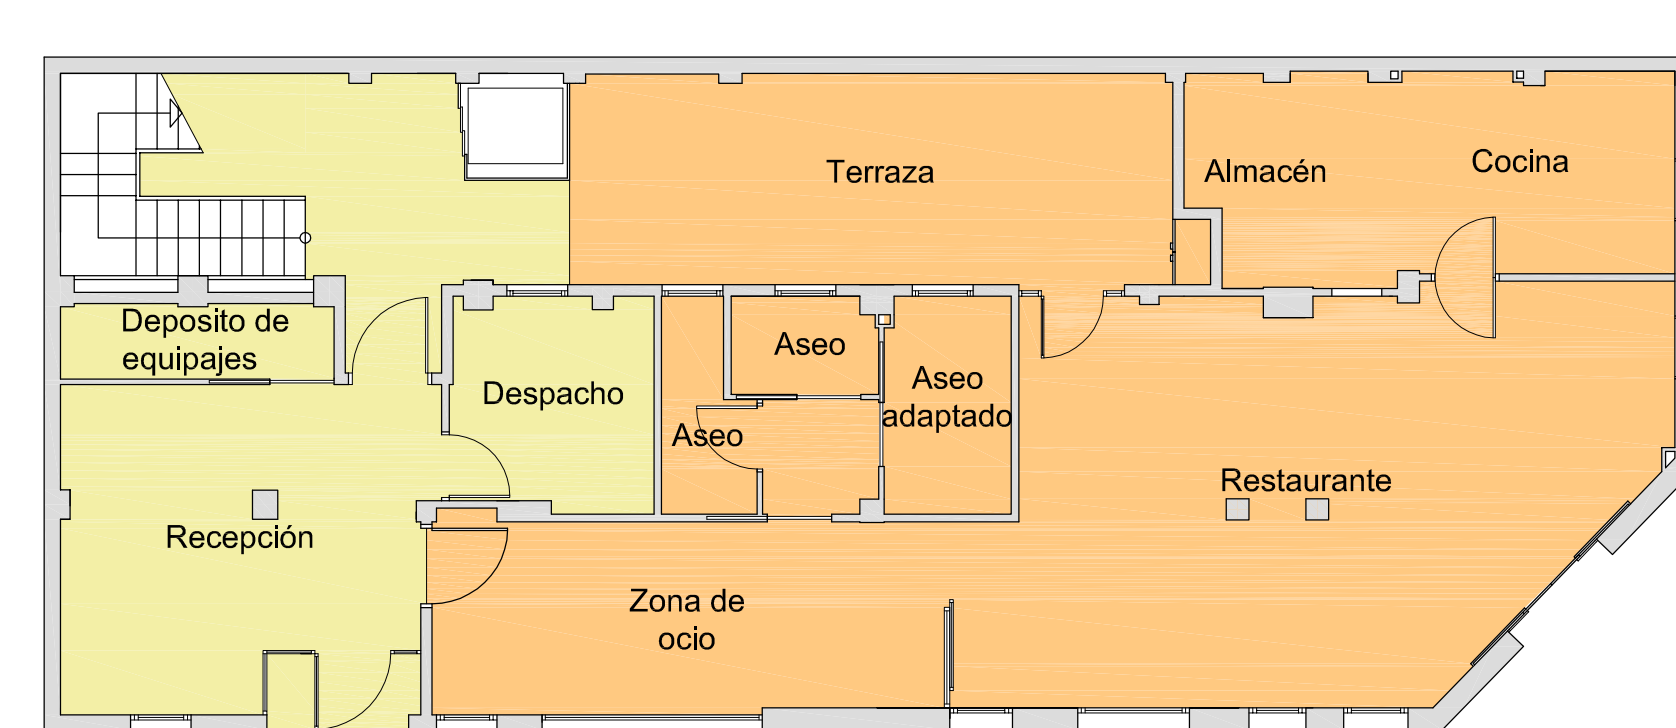 Terraza
Almacén
Cocina
Deposito de
equipajes
Despacho
Aseo
Aseo
Aseo
adaptado
Restaurante
Recepción
Zona de
ocio